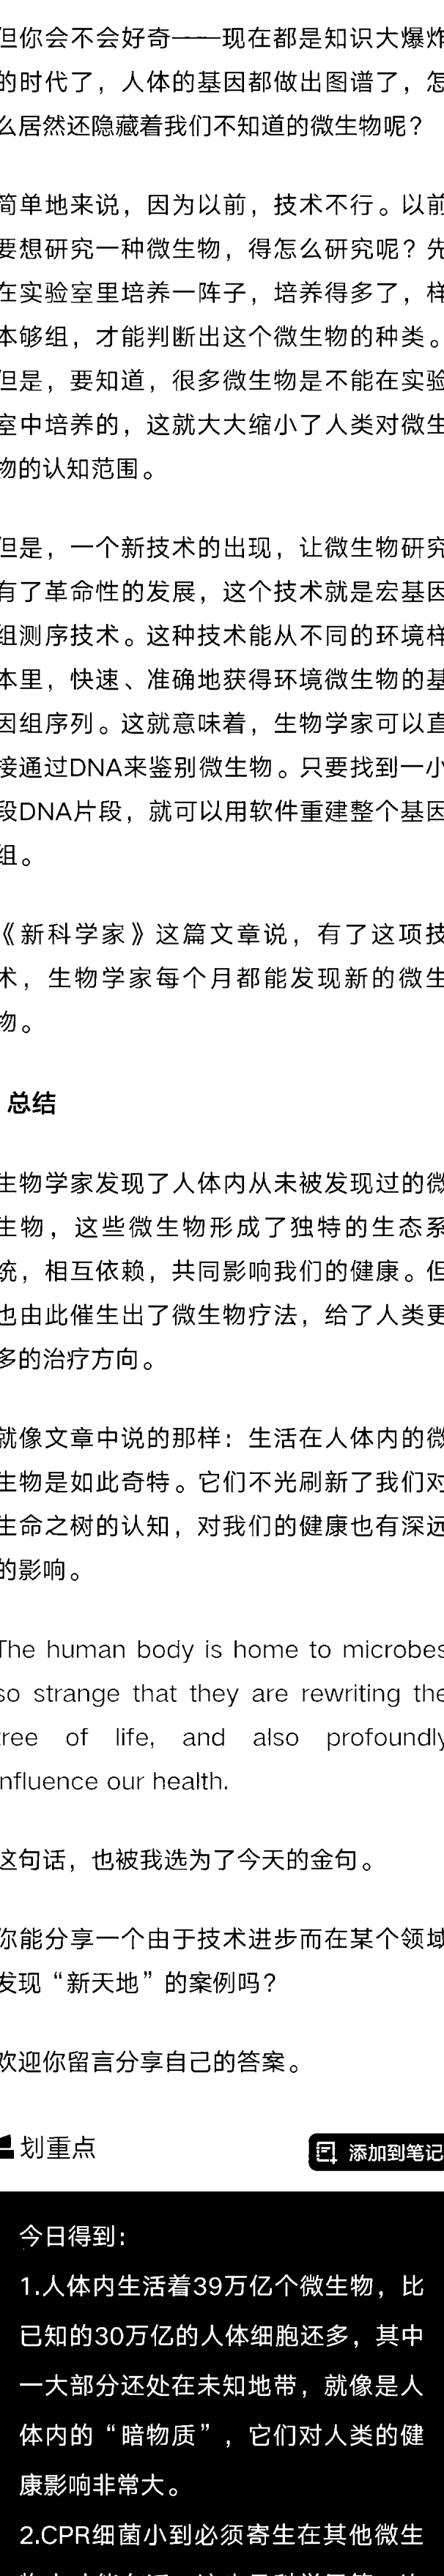 但你会不会好奇——现在都是知识大爆炸
的时代了，人体的基因都做出图谱了，怎
么居然还隐藏着我们不知道的微生物呢？
简单地来说，因为以前，技术不行。以前
要想研究一种微生物，得怎么研究呢？先
在实验室里培养一阵子，培养得多了，样
本够组，才能判断出这个微生物的种类。
但是，要知道，很多微生物是不能在实验
室中培养的，这就大大缩小了人类对微生
物的认知范围。
但是，一个新技术的出现，让微生物研究
有了革命性的发展，这个技术就是宏基因
组测序技术。这种技术能从不同的环境样
本里，快速、准确地获得环境微生物的基
因组序列。这就意味着，生物学家可以直
接通过DNA来鉴别微生物。只要找到一小
段DNA片段，就可以用软件重建整个基因
组。
《新科学家》这篇文章说，有了这项技
术，生物学家每个月都能发现新的微生
物。
总结
生物学家发现了人体内从未被发现过的微
生物，这些微生物形成了独特的生态系
统，相互依赖，共同影响我们的健康。但
也由此催生出了微生物疗法，给了人类更
多的治疗方向。
就像文章中说的那样：生活在人体内的微
生物是如此奇特。它们不光刷新了我们对
生命之树的认知，对我们的健康也有深远
的影响。
The human body is home to microbes
so strange that they are rewriting the
tree of life, and also profoundly
influence our health.
这句话，也被我选为了今天的金句。
你能分享一个由于技术进步而在某个领域
发现“新天地”的案例吗？
欢迎你留言分享自己的答案。
划重点
添加到笔记
今日得到：
1.人体内生活着39万亿个微生物，比
已知的30万亿的人体细胞还多，其中
一大部分还处在未知地带，就像是人
体内的“暗物质”，它们对人类的健
康影响非常大。
2.CPR细菌小到必须寄生在其他微生